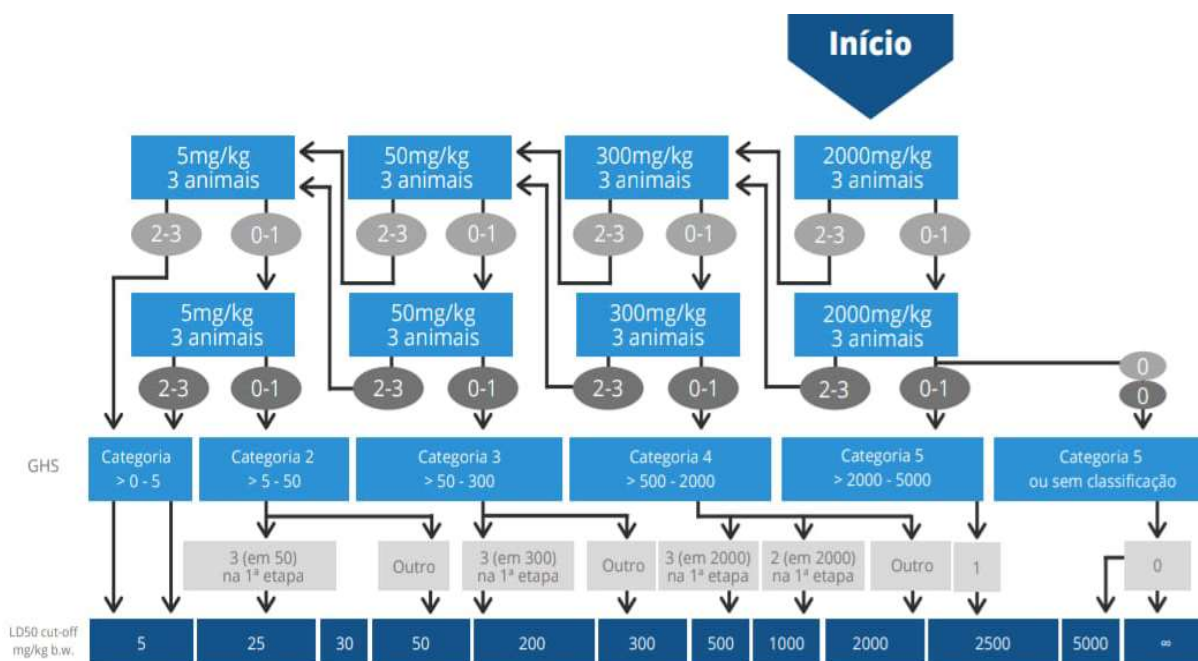 Início
5mg/kg
3 animais
50mg/kg
3 animais
300mg/kg
3 animais
2000mg/kg
3 animais
2-3
0-1
2-3
0-1
2-3
0-1
2-3
0-1
5mg/kg
3 animais
50mg/kg
3 animais
300mg/kg
3 animais
2000mg/kg
3 animais
2-3
0-1
2-3
0-1
2-3
0-1
2-3
0-1
0
0
GHS
Categoria
> 0 - 5
Categoria 2
> 5 - 50
Categoria 3
> 50 - 300
Categoria 4
> 500 - 2000
Categoria 5
> 2000 - 5000
Categoria 5
ou sem classificação
3 (em 50)
na 1ª etapa
Outro
3 (em 300)
na 1ª etapa
Outro
3 (em 2000)
na 1ª etapa
2 (em 2000)
na 1ª etapa
Outro
1
0
LD50 cut-off
mg/kg b.w.
5
25
30
50
200
300
500
1000
2000
2500
5000
∞